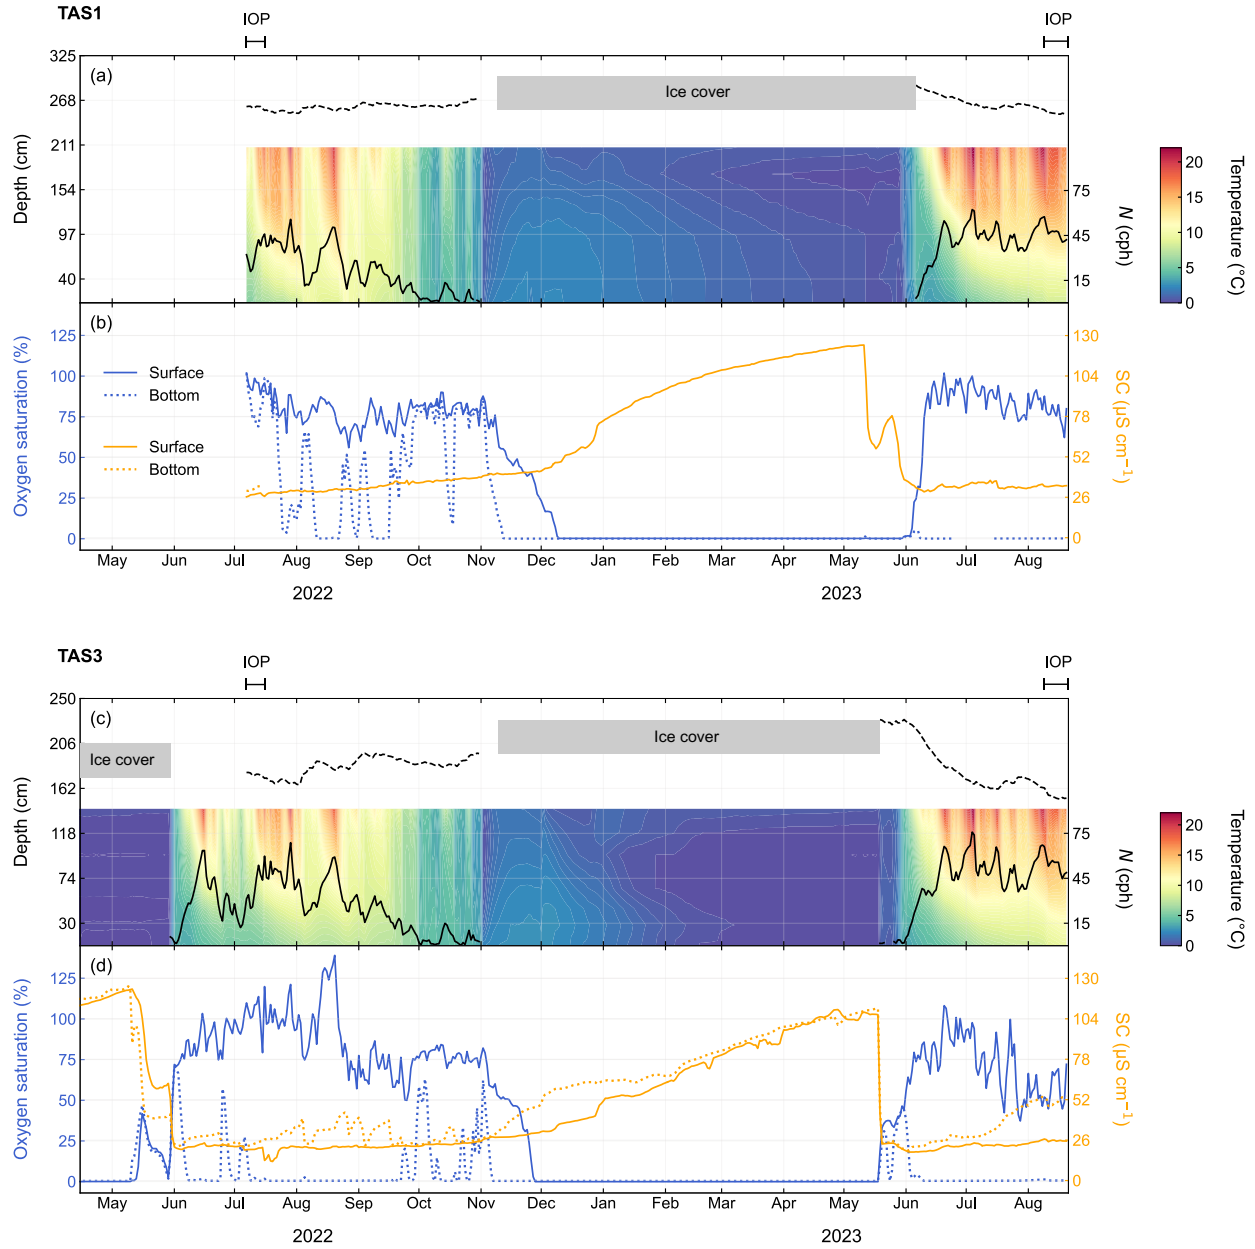 TAS1
IOP
IOP
325
268
211
154
97
40
Depth (cm)
(a)
Ice cover
75
45
15
N (cph)
20
15
10
5
0
Temperature (°C)
(b)
125
100
75
50
25
0
Oxygen saturation (%)
Surface
Bottom
Surface
Bottom
130
104
78
52
26
0
SC (µS cm⁻¹)
May Jun Jul Aug Sep Oct Nov Dec Jan Feb Mar Apr May Jun Jul Aug
2022 2023
TAS3
IOP
IOP
250
206
162
118
74
30
Depth (cm)
(c)
Ice cover
Ice cover
75
45
15
N (cph)
20
15
10
5
0
Temperature (°C)
(d)
125
100
75
50
25
0
Oxygen saturation (%)
130
104
78
52
26
0
SC (µS cm⁻¹)
May Jun Jul Aug Sep Oct Nov Dec Jan Feb Mar Apr May Jun Jul Aug
2022 2023